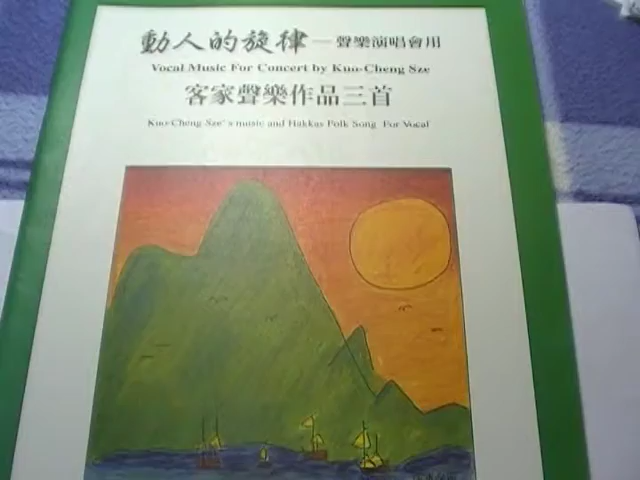 動人的旋律—聲樂演唱會用
Vocal Music For Concert by Kuo-Cheng Sze
客家聲樂作品三首
Kuo-Cheng Sze's music and Hakkas Polk Song For Vocal